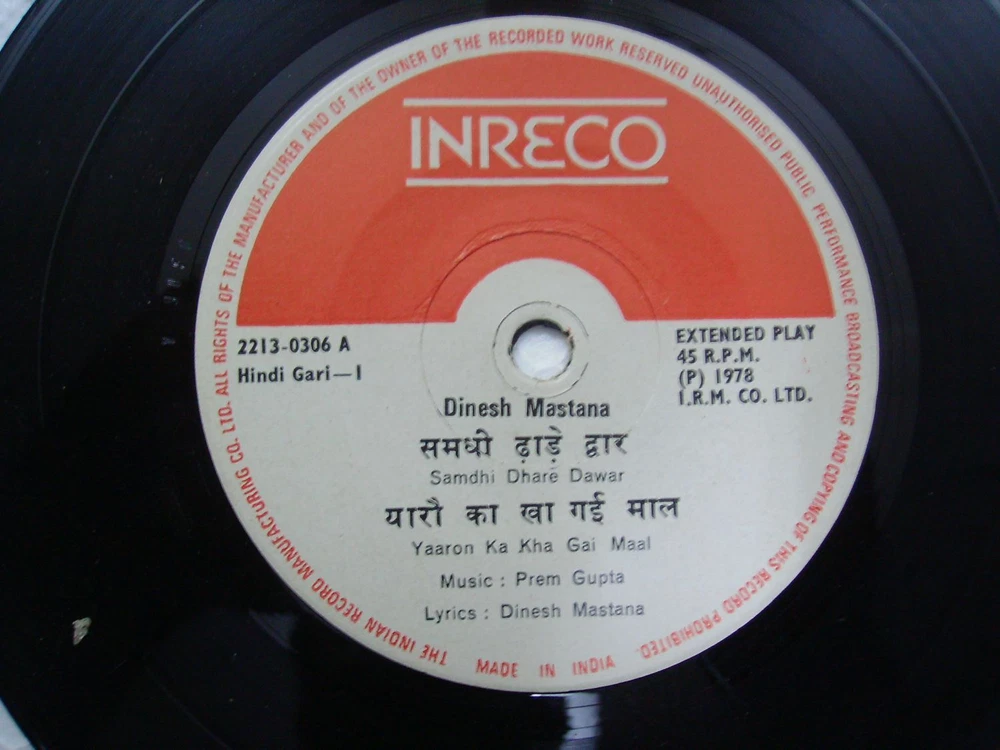 THE INDIAN RECORD MANUFACTURING CO. LTD. ALL RIGHTS OF THE MANUFACTURER AND OF THE OWNER OF THE RECORDED WORK RESERVED UNAUTHORISED PUBLIC PERFORMANCE BROADCASTING AND COPYING OF THIS RECORD PROHIBITED.
INRECO
2213-0306 A
Hindi Gari—I
EXTENDED PLAY
45 R.P.M.
(P) 1978
I.R.M. CO. LTD.
Dinesh Mastana
समधी ढ़ाड़े द्वार
Samdhi Dhare Dawar
यारौ का खा गई माल
Yaaron Ka Kha Gai Maal
Music : Prem Gupta
Lyrics : Dinesh Mastana
MADE IN INDIA